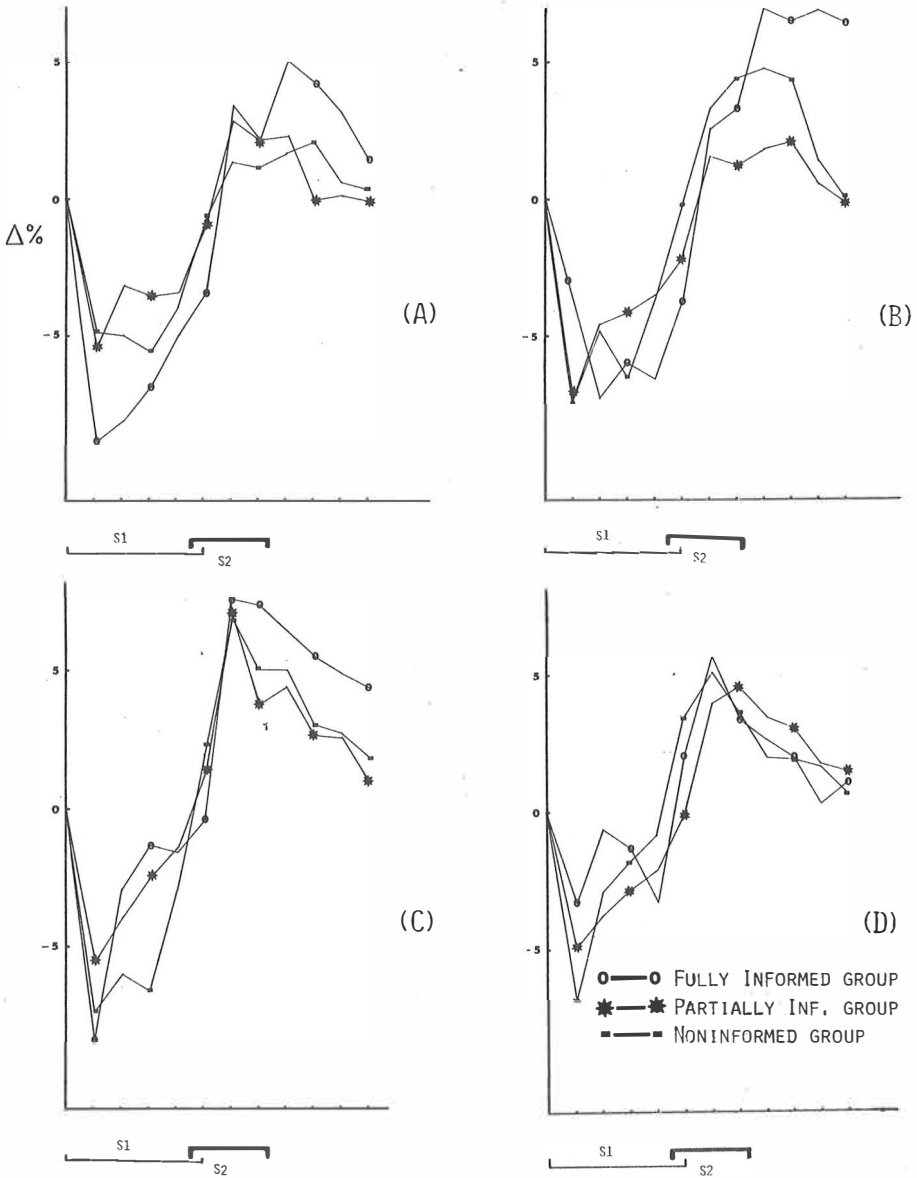 5
0
Δ%
-5
(A)
S1
S2
5
0
-5
(B)
S1
S2
5
0
-5
(C)
S1
S2
5
0
-5
(D)
FULLY INFORMED GROUP
PARTIALLY INF. GROUP
NONINFORMED GROUP
S1
S2